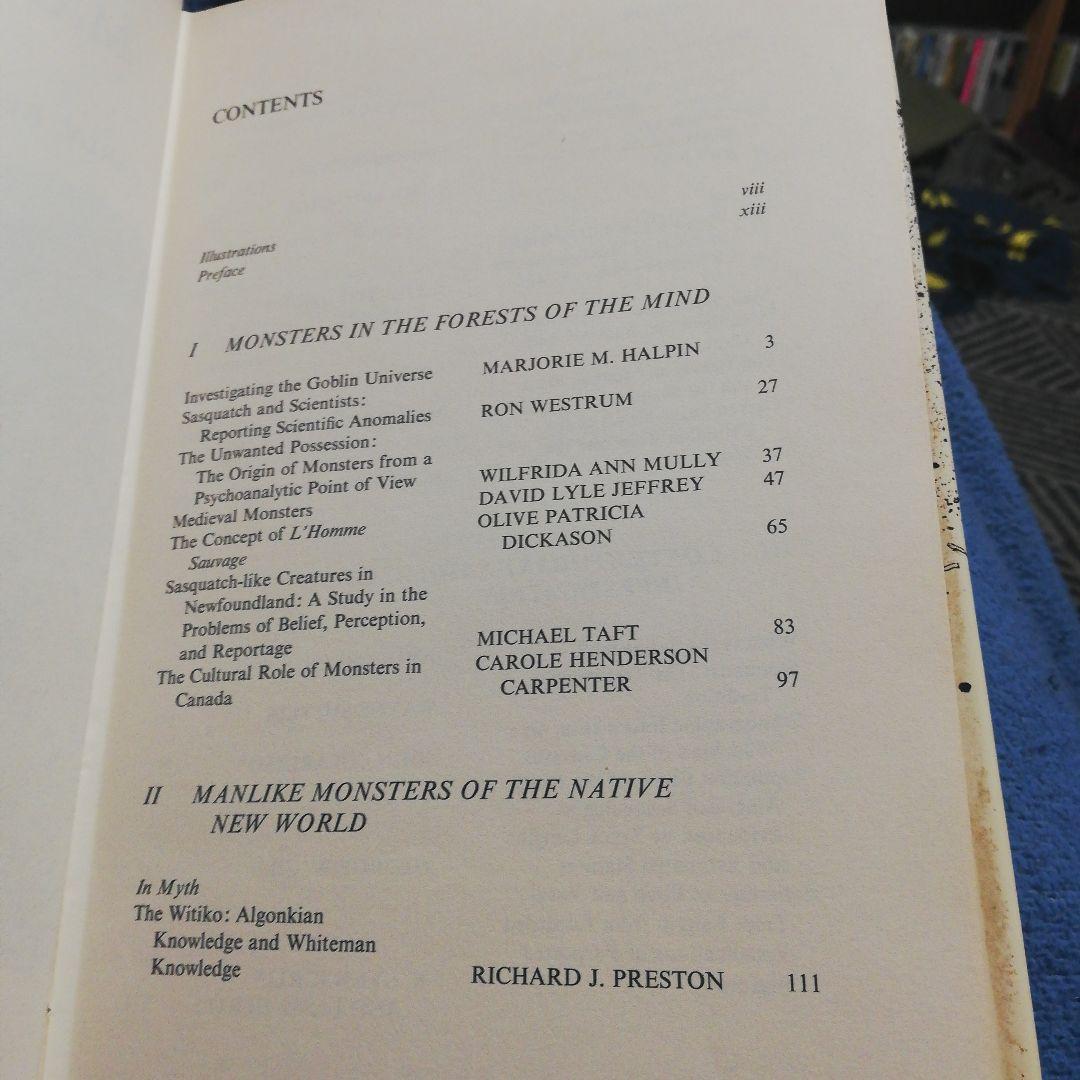 CONTENTS
Illustrations viii
Preface xiii
I MONSTERS IN THE FORESTS OF THE MIND
Investigating the Goblin Universe MARJORIE M. HALPIN 3
Sasquatch and Scientists:
Reporting Scientific Anomalies RON WESTRUM 27
The Unwanted Possession:
The Origin of Monsters from a
Psychoanalytic Point of View WILFRIDA ANN MULLY 37
Medieval Monsters DAVID LYLE JEFFREY 47
The Concept of L'Homme OLIVE PATRICIA
Sauvage DICKASON 65
Sasquatch-like Creatures in
Newfoundland: A Study in the
Problems of Belief, Perception,
and Reportage MICHAEL TAFT 83
The Cultural Role of Monsters in CAROLE HENDERSON
Canada CARPENTER 97
II MANLIKE MONSTERS OF THE NATIVE
NEW WORLD
In Myth
The Witiko: Algonkian
Knowledge and Whiteman
Knowledge RICHARD J. PRESTON 111